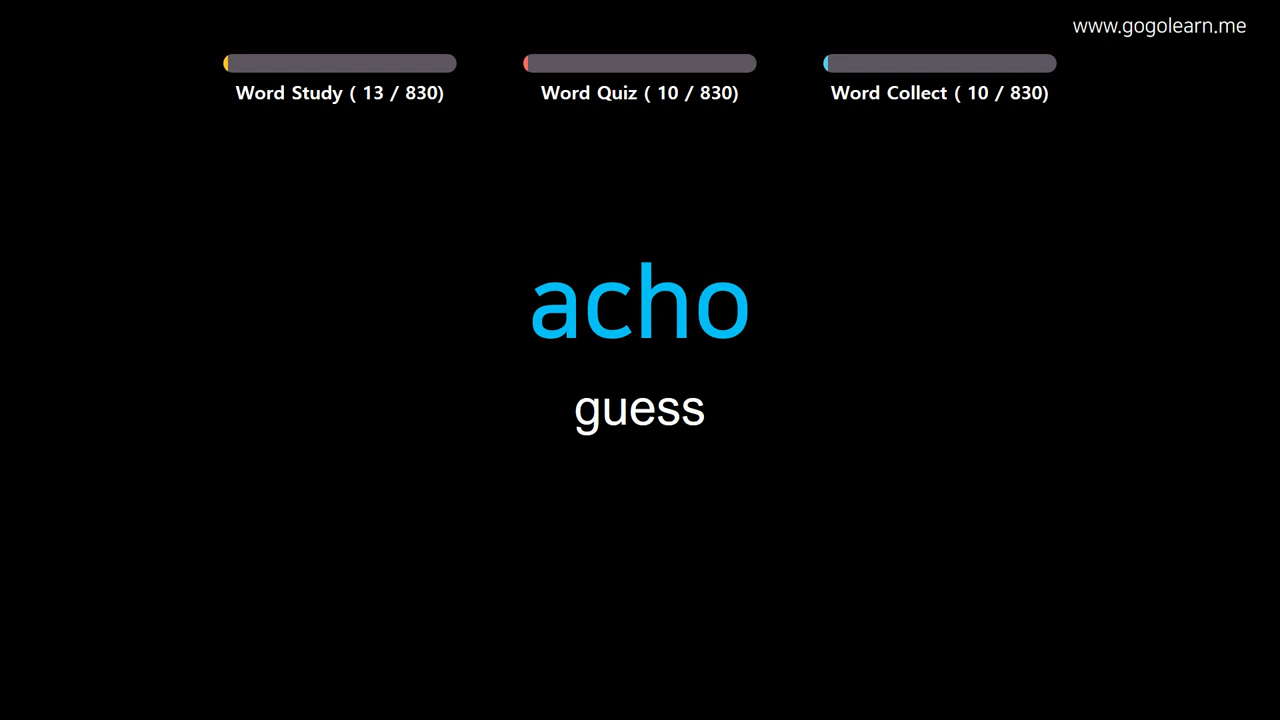 www.gogolearn.me
Word Study ( 13 / 830)
Word Quiz ( 10 / 830)
Word Collect ( 10 / 830)
acho
guess